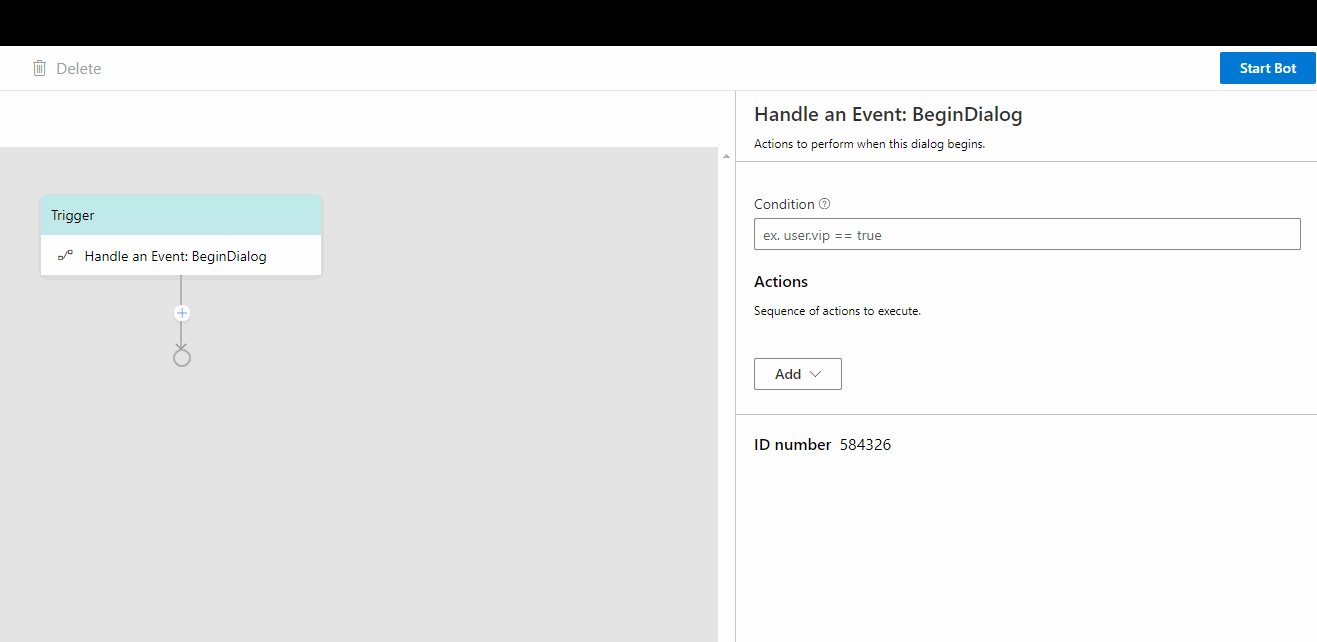 Delete
Start Bot
Trigger
Handle an Event: BeginDialog
Handle an Event: BeginDialog
Actions to perform when this dialog begins.
Condition
ex. user.vip == true
Actions
Sequence of actions to execute.
Add
ID number 584326